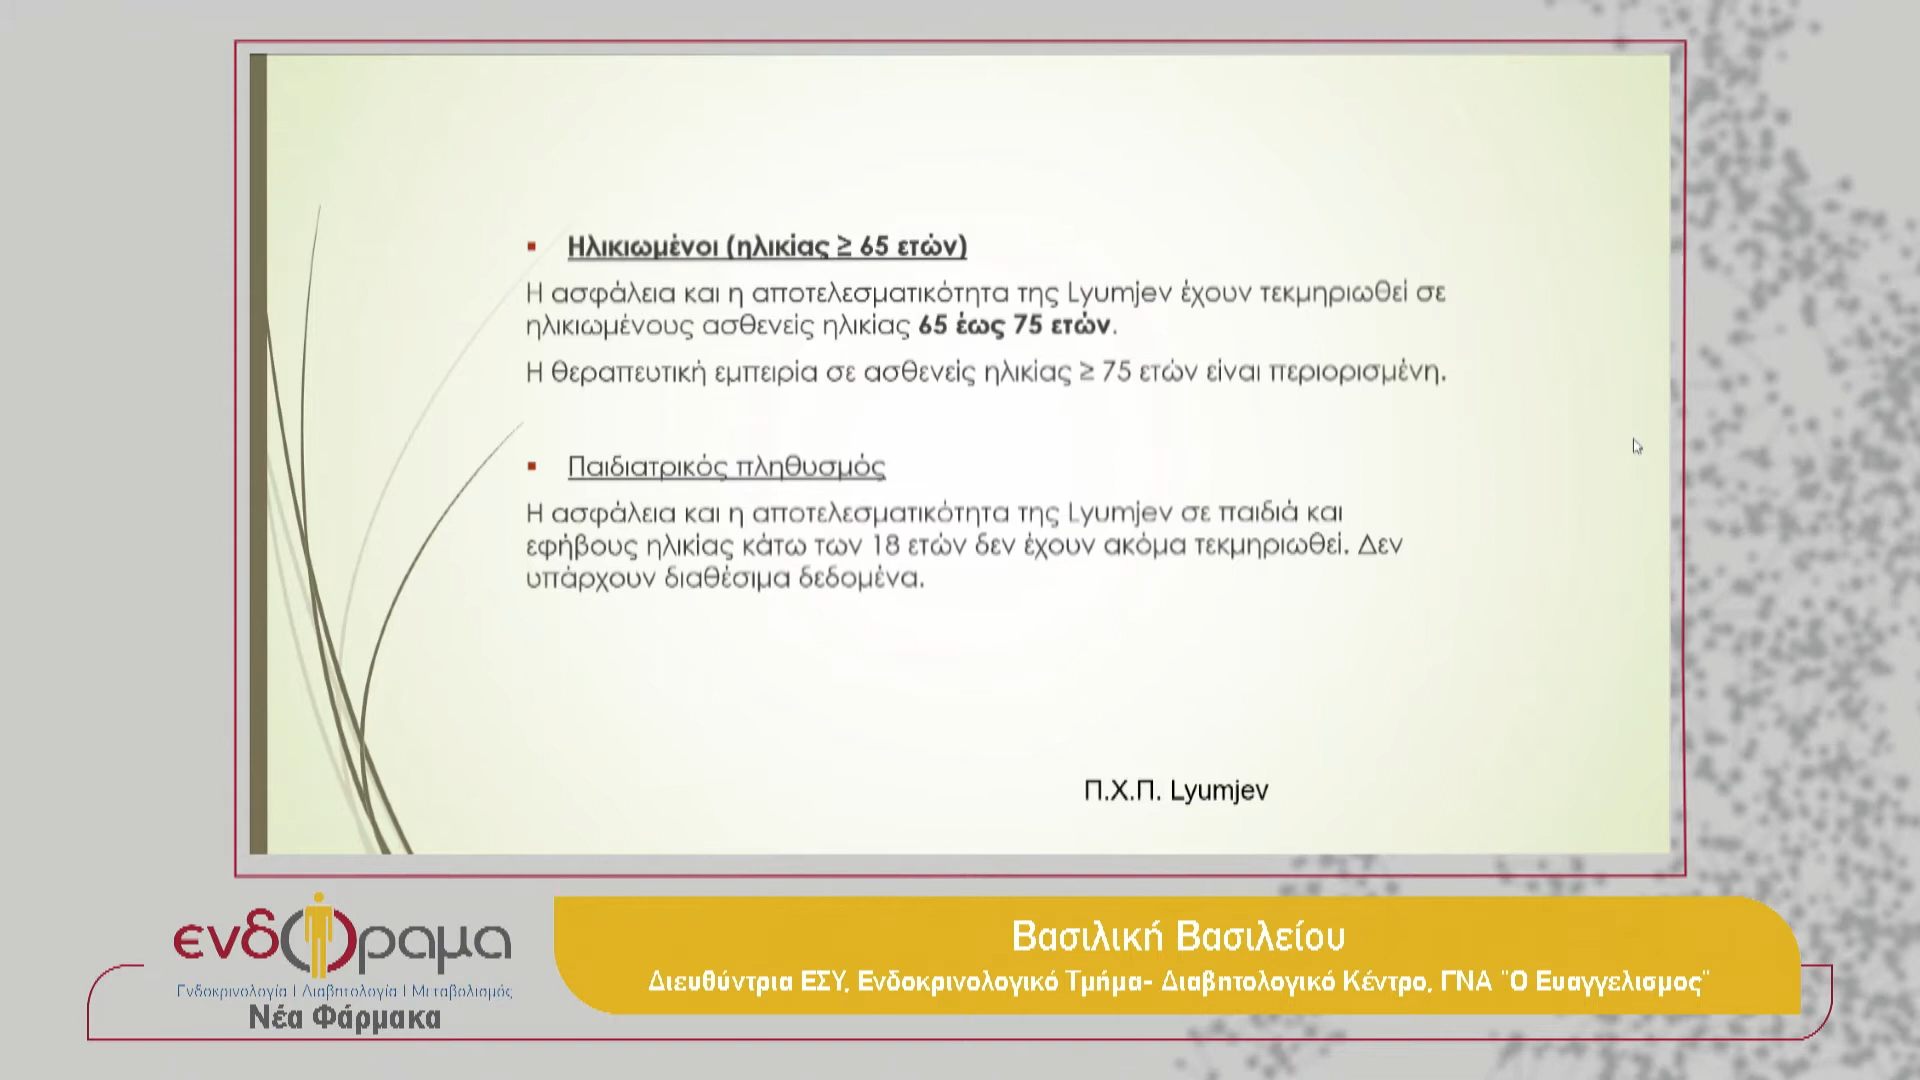 Ηλικιωμένοι (ηλικίας ≥ 65 ετών)
Η ασφάλεια και η αποτελεσματικότητα της Lyumjev έχουν τεκμηριωθεί σε
ηλικιωμένους ασθενείς ηλικίας 65 έως 75 ετών.
Η θεραπευτική εμπειρία σε ασθενείς ηλικίας ≥ 75 ετών είναι περιορισμένη.
Παιδιατρικός πληθυσμός
Η ασφάλεια και η αποτελεσματικότητα της Lyumjev σε παιδιά και
εφήβους ηλικίας κάτω των 18 ετών δεν έχουν ακόμα τεκμηριωθεί. Δεν
υπάρχουν διαθέσιμα δεδομένα.
Π.Χ.Π. Lyumjev
ενδόραμα
Ενδοκρινολογία | Διαβητολογία | Μεταβολισμός
Νέα Φάρμακα
Βασιλική Βασιλείου
Διευθύντρια ΕΣΥ, Ενδοκρινολογικό Τμήμα- Διαβητολογικό Κέντρο, ΓΝΑ "Ο Ευαγγελισμος"